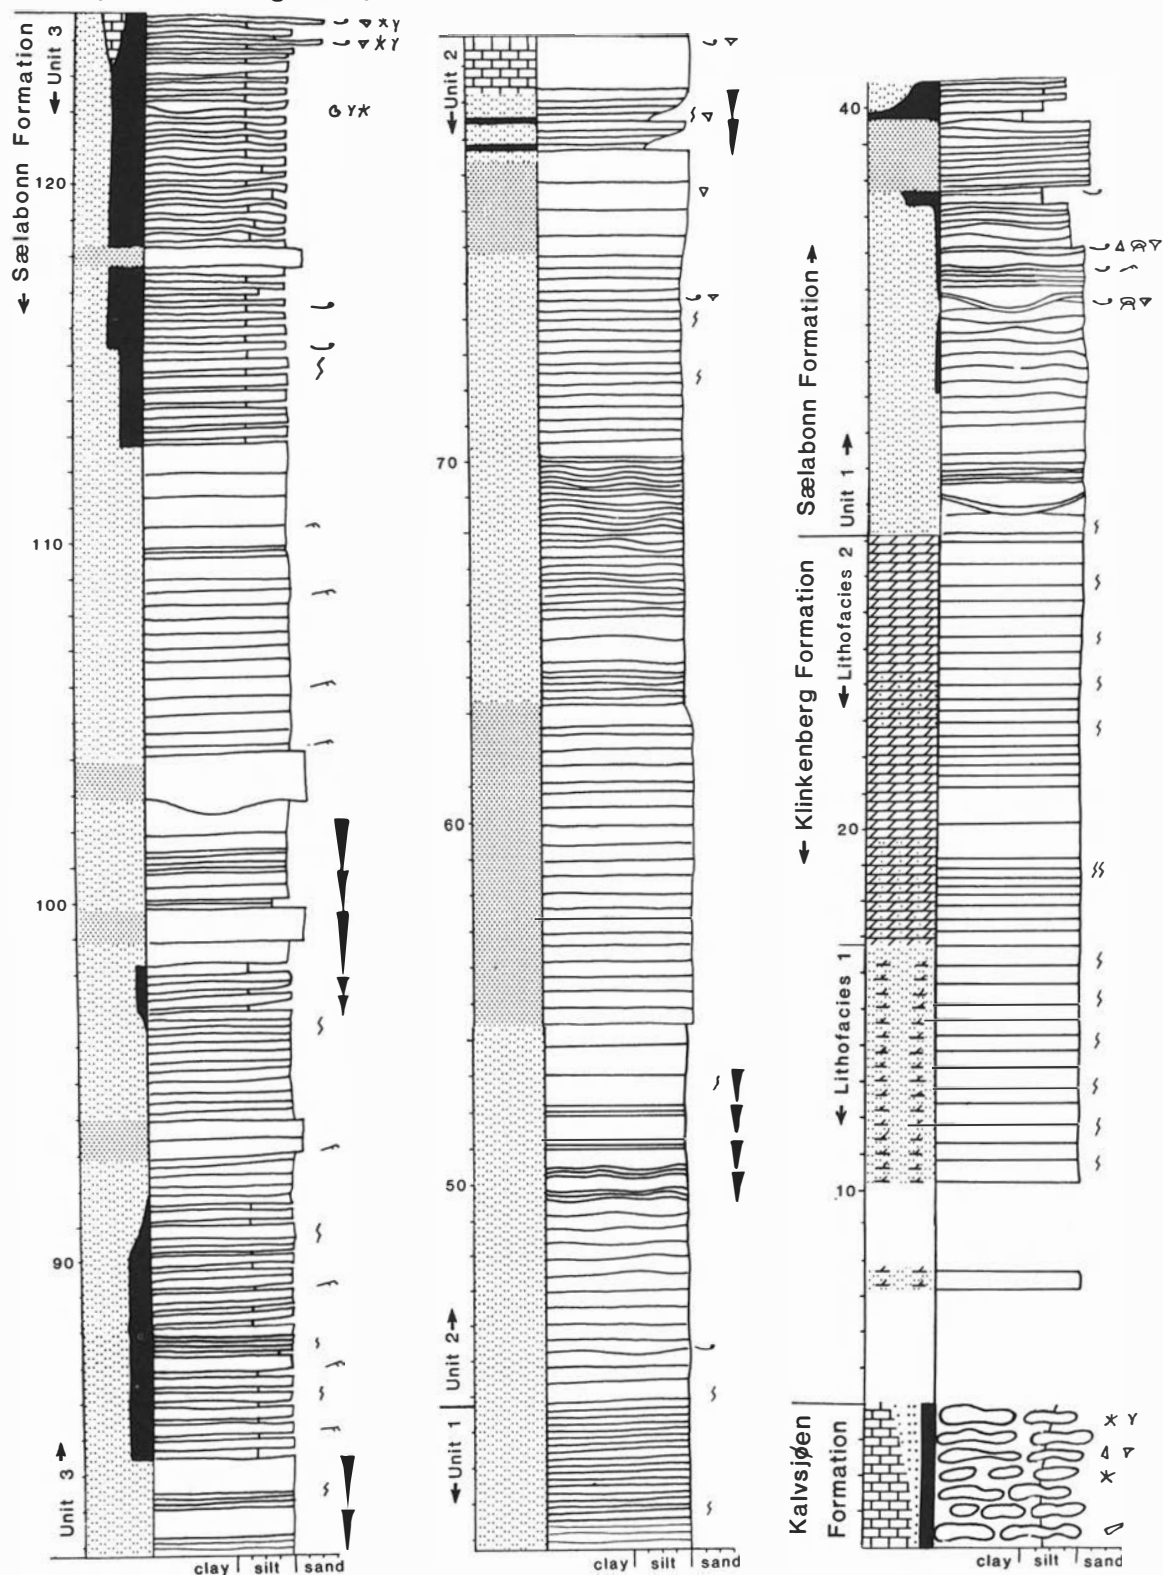 Sælabonn Formation
Unit 3
120
110
100
90
Unit 3
clay silt sand
Unit 2
70
60
50
Unit 2
Unit 1
clay silt sand
40
Sælabonn Formation
Unit 1
Klinkenberg Formation
Lithofacies 2
20
Lithofacies 1
10
Kalvsjøen
Formation
clay silt sand